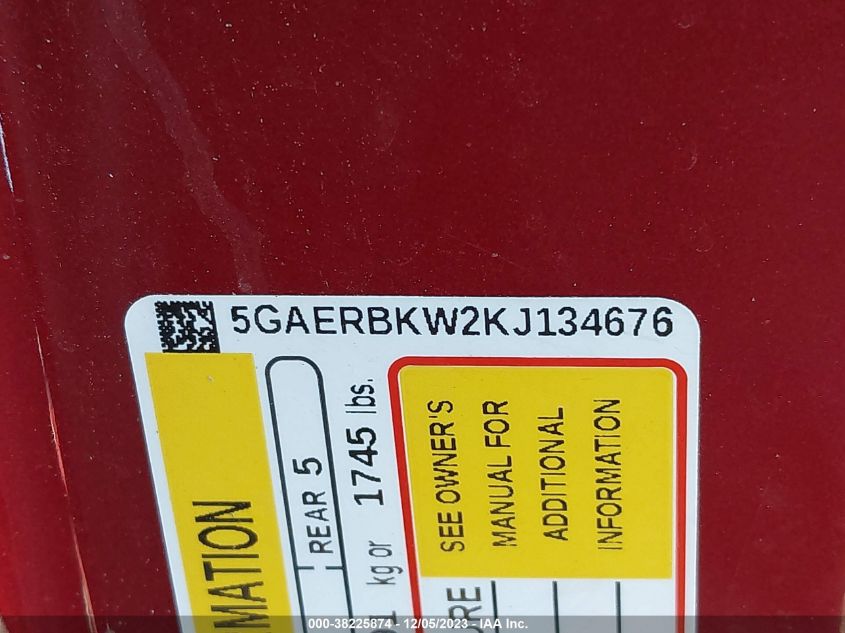 5GAERBKW2KJ134676
MATION
REAR 5
kg or 1745 lbs.
SEE OWNER'S
MANUAL FOR
ADDITIONAL
INFORMATION
000-38225874 - 12/05/2023 - IAA Inc.